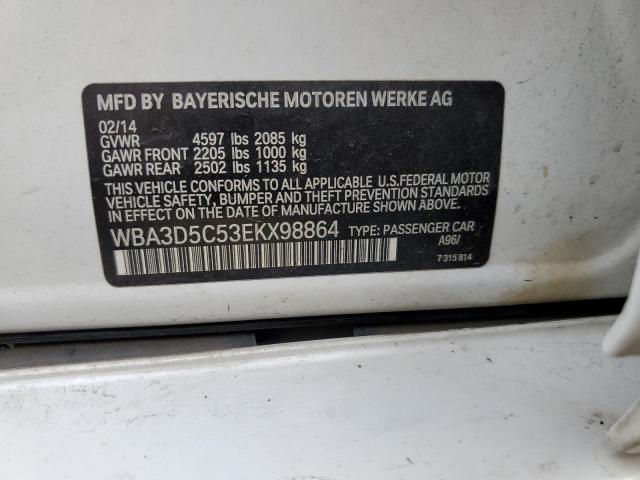 MFD BY BAYERISCHE MOTOREN WERKE AG
02/14
GVWR 4597 lbs 2085 kg
GAWR FRONT 2205 lbs 1000 kg
GAWR REAR 2502 lbs 1135 kg
THIS VEHICLE CONFORMS TO ALL APPLICABLE U.S.FEDERAL MOTOR
VEHICLE SAFETY, BUMPER, AND THEFT PREVENTION STANDARDS
IN EFFECT ON THE DATE OF MANUFACTURE SHOWN ABOVE.
WBA3D5C53EKX98864 TYPE: PASSENGER CAR
A96/
7 315 814